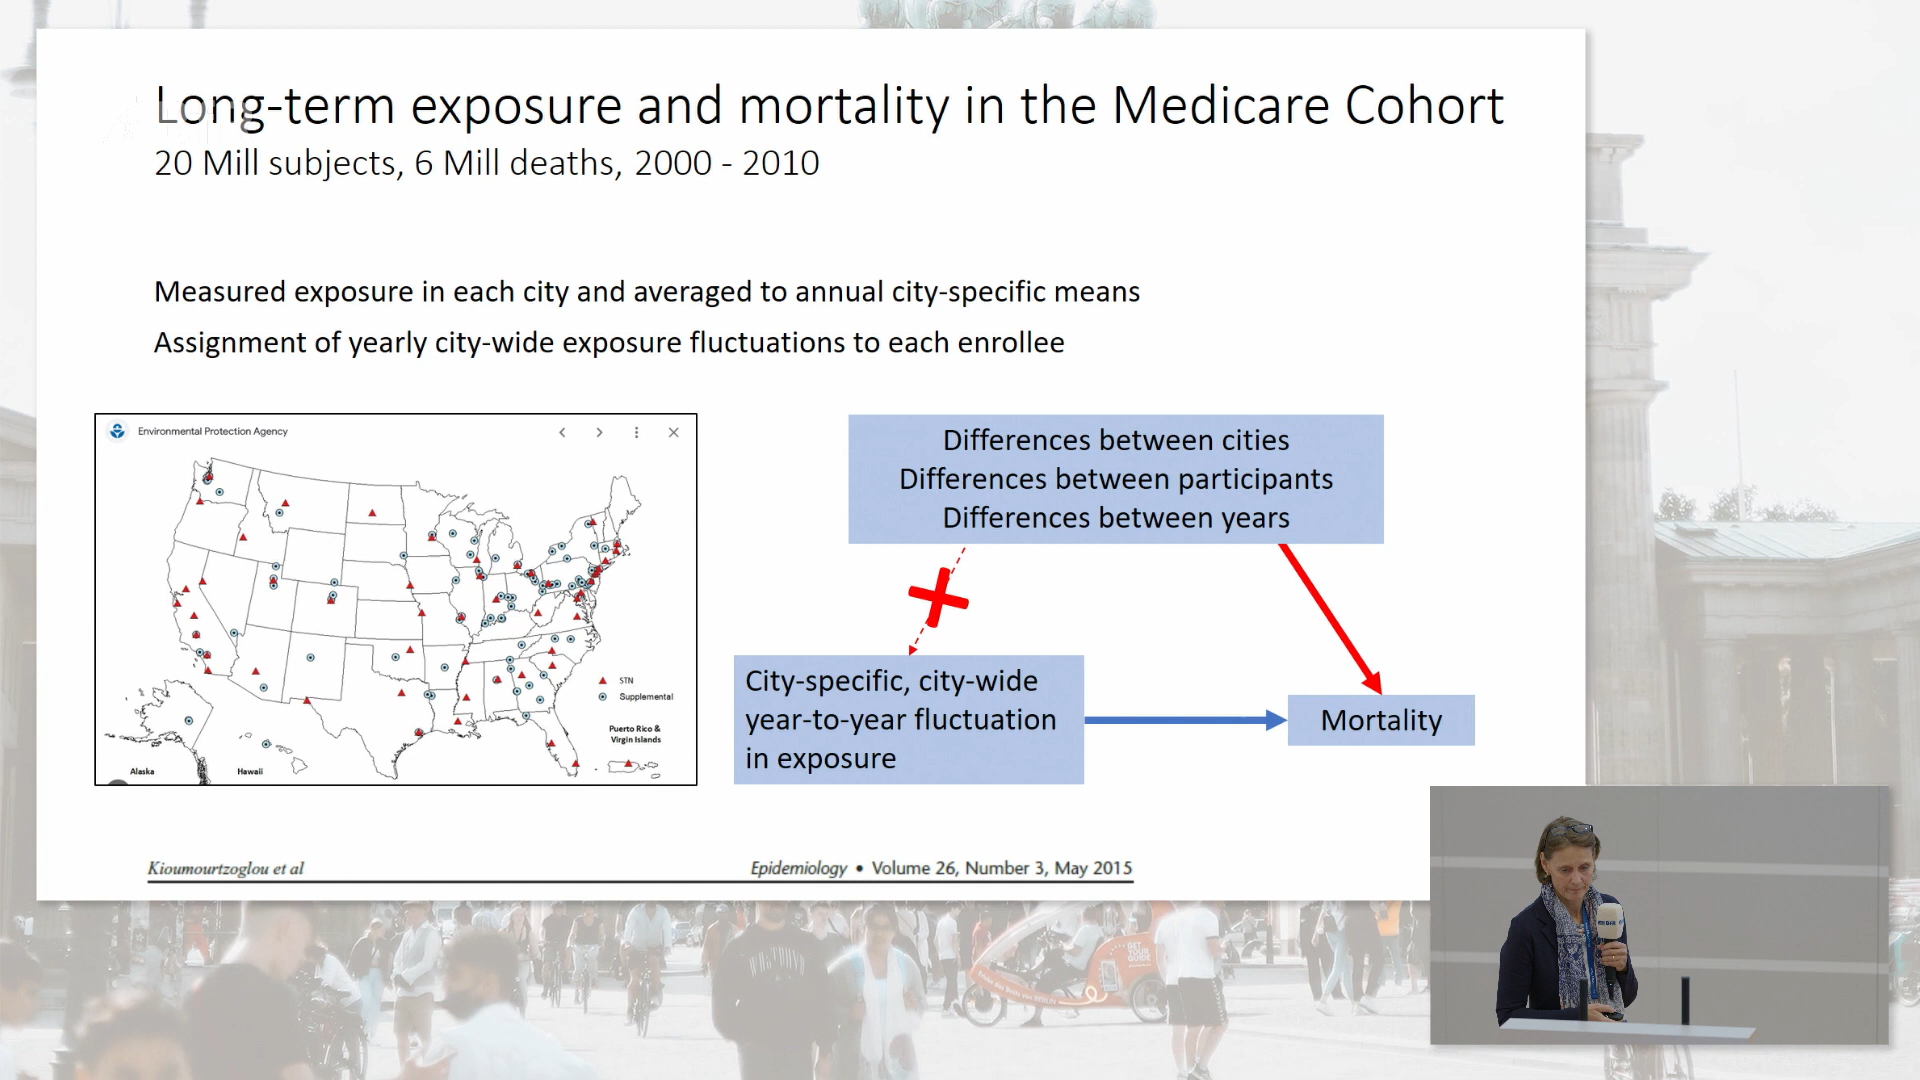 Long-term exposure and mortality in the Medicare Cohort
20 Mill subjects, 6 Mill deaths, 2000 - 2010
Measured exposure in each city and averaged to annual city-specific means
Assignment of yearly city-wide exposure fluctuations to each enrollee
Environmental Protection Agency
STN
Supplemental
Puerto Rico &
Virgin Islands
Alaska
Hawaii
Differences between cities
Differences between participants
Differences between years
City-specific, city-wide
year-to-year fluctuation
in exposure
Mortality
Kioumourtzoglou et al
Epidemiology • Volume 26, Number 3, May 2015
GET
YOUR
GUIDE